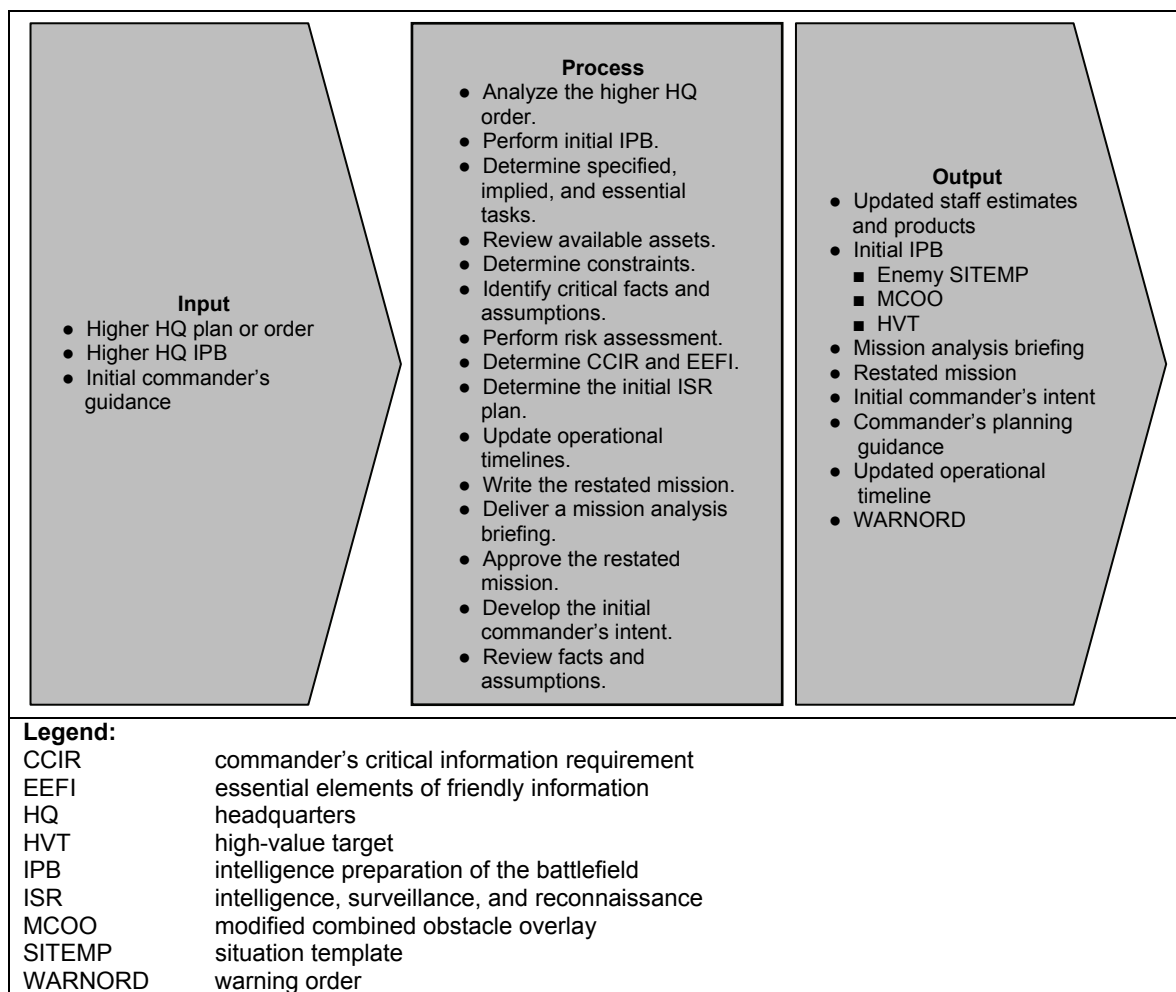 Input
● Higher HQ plan or order
● Higher HQ IPB
● Initial commander's
guidance
Process
● Analyze the higher HQ
order.
● Perform initial IPB.
● Determine specified,
implied, and essential
tasks.
● Review available assets.
● Determine constraints.
● Identify critical facts and
assumptions.
● Perform risk assessment.
● Determine CCIR and EEFI.
● Determine the initial ISR
plan.
● Update operational
timelines.
● Write the restated mission.
● Deliver a mission analysis
briefing.
● Approve the restated
mission.
● Develop the initial
commander's intent.
● Review facts and
assumptions.
Output
● Updated staff estimates
and products
● Initial IPB
■ Enemy SITEMP
■ MCOO
■ HVT
● Mission analysis briefing
● Restated mission
● Initial commander's intent
● Commander's planning
guidance
● Updated operational
timeline
● WARNORD
Legend:
CCIR commander's critical information requirement
EEFI essential elements of friendly information
HQ headquarters
HVT high-value target
IPB intelligence preparation of the battlefield
ISR intelligence, surveillance, and reconnaissance
MCOO modified combined obstacle overlay
SITEMP situation template
WARNORD warning order